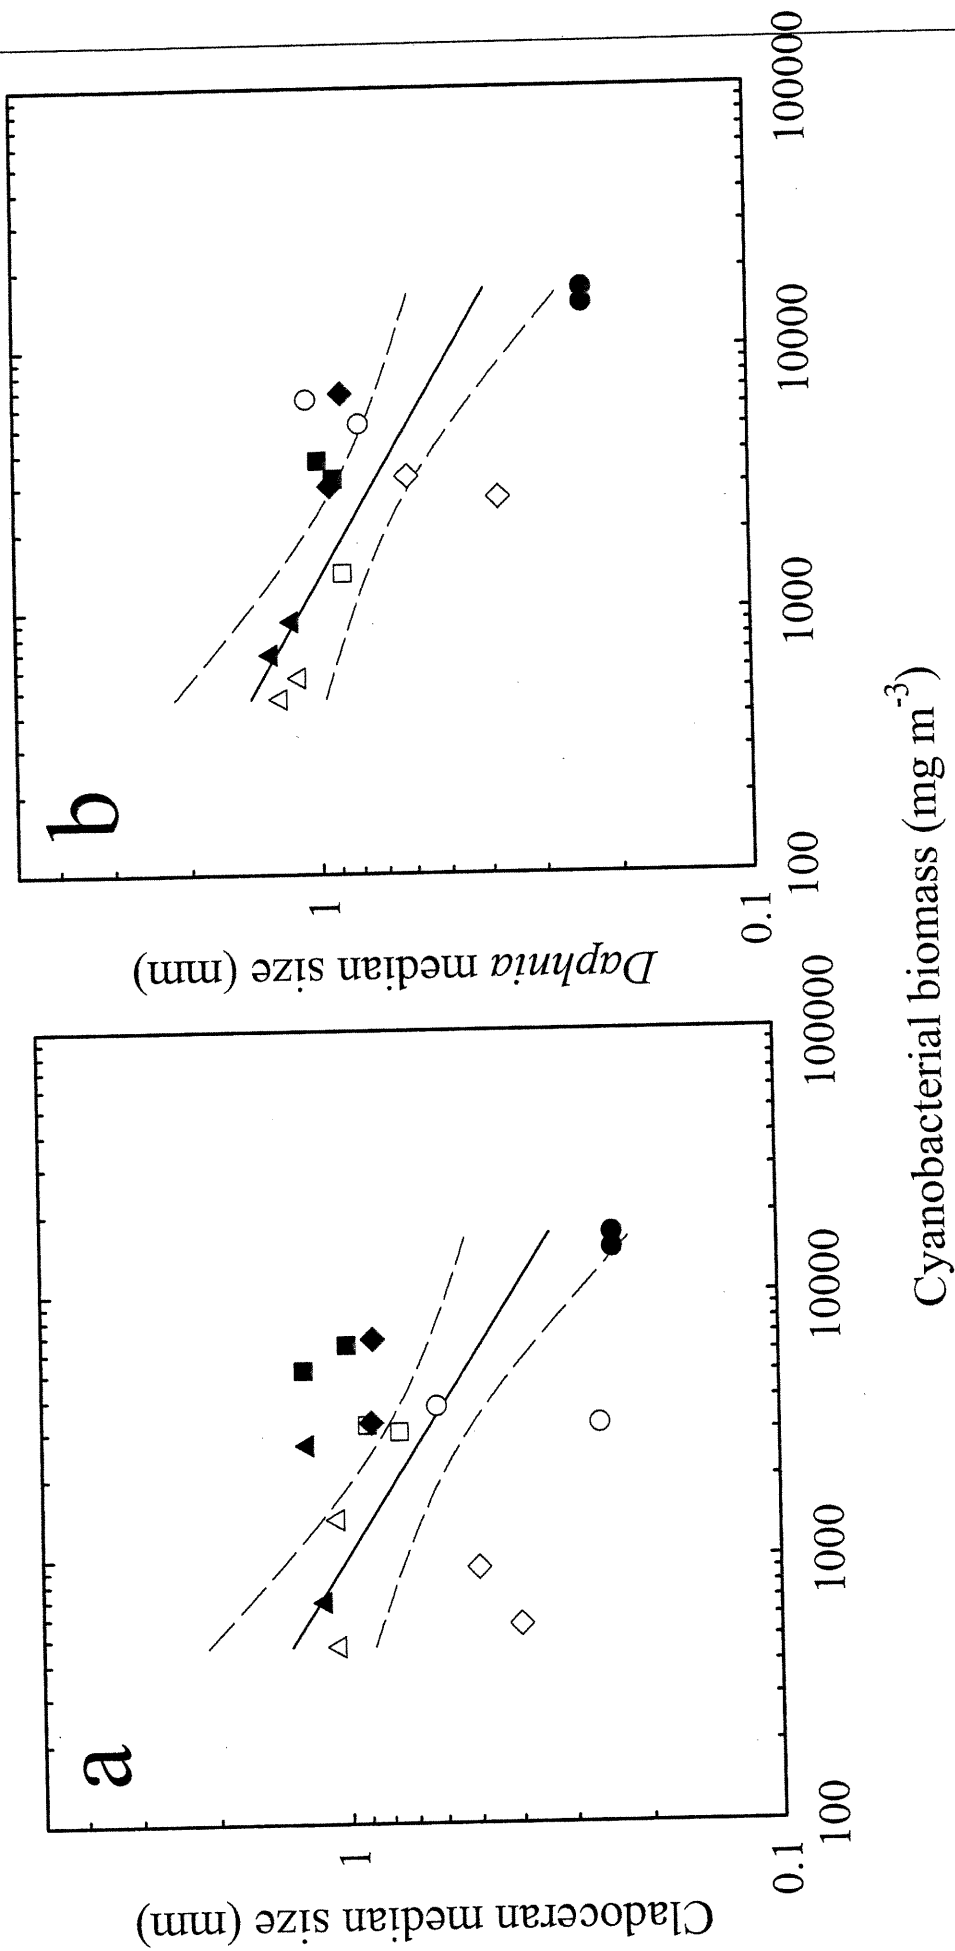 a
Cladoceran median size (mm)
1
0.1
100
1000
10000
100000
b
Daphnia median size (mm)
1
0.1
100
1000
10000
100000
Cyanobacterial biomass (mg m⁻³)